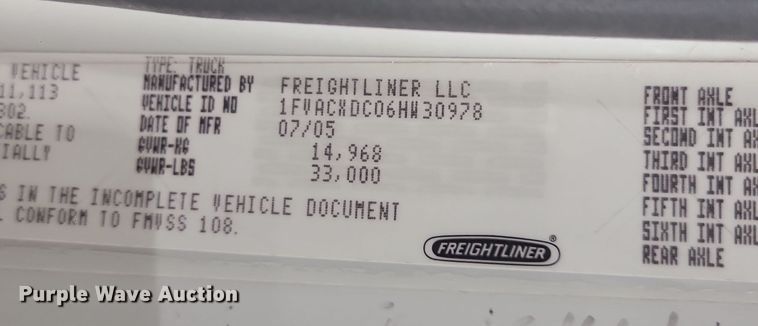 VEHICLE
11,113
302.
CABLE TO
IALLY
TYPE: TRUCK
MANUFACTURED BY FREIGHTLINER LLC
VEHICLE ID NO 1FVACXDC06HW30978
DATE OF MFR 07/05
GVWR-KG 14,968
GVWR-LBS 33,000
S IN THE INCOMPLETE VEHICLE DOCUMENT
CONFORM TO FMVSS 108.
FRONT AXLE
FIRST INT AXL
SECOND INT AX
THIRD INT AXL
FOURTH INT AX
FIFTH INT AXL
SIXTH INT AXL
REAR AXLE
FREIGHTLINER®
Purple Wave Auction